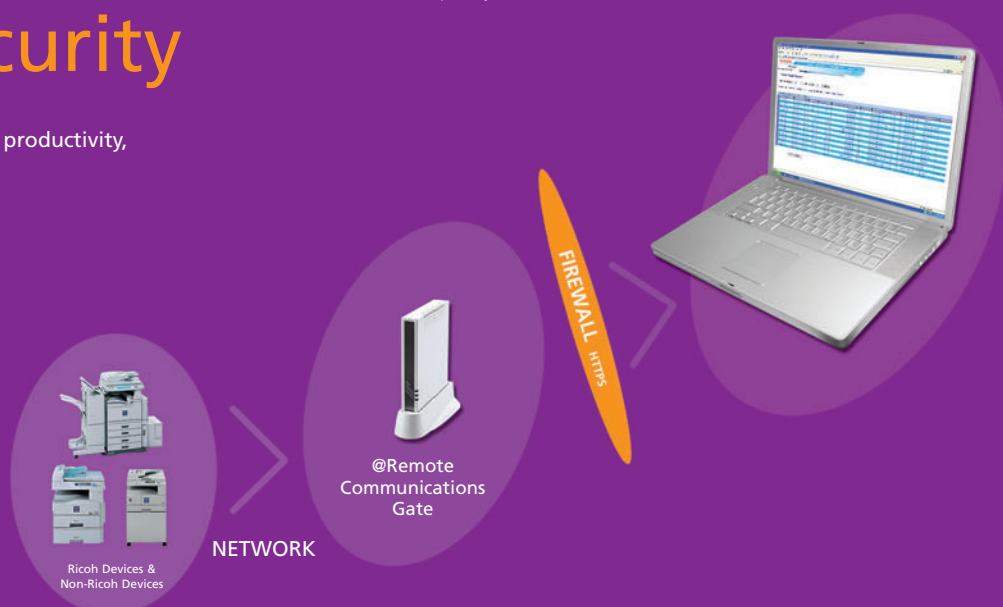 curity
productivity,
FIREWALL HTTPS
@Remote
Communications
Gate
NETWORK
Ricoh Devices &
Non-Ricoh Devices